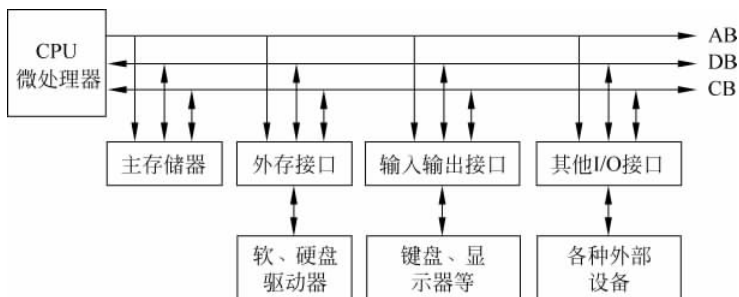 CPU
微处理器
AB
DB
CB
主存储器
外存接口
输入输出接口
其他I/O接口
软、硬盘
驱动器
键盘、显
示器等
各种外部
设备